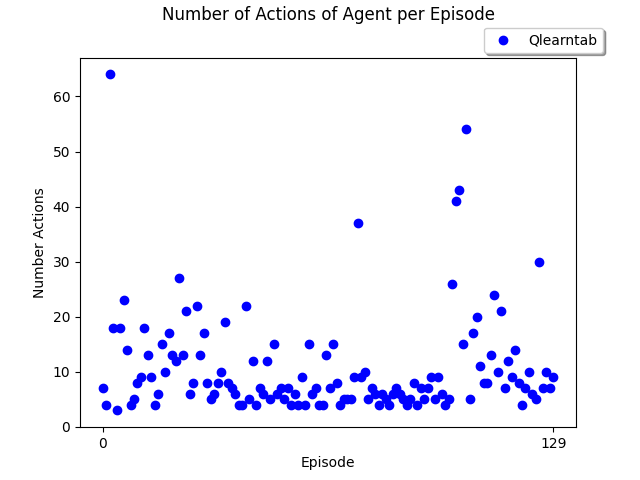 Number of Actions of Agent per Episode
Qlearntab
60
50
40
30
20
10
0
Number Actions
0
129
Episode